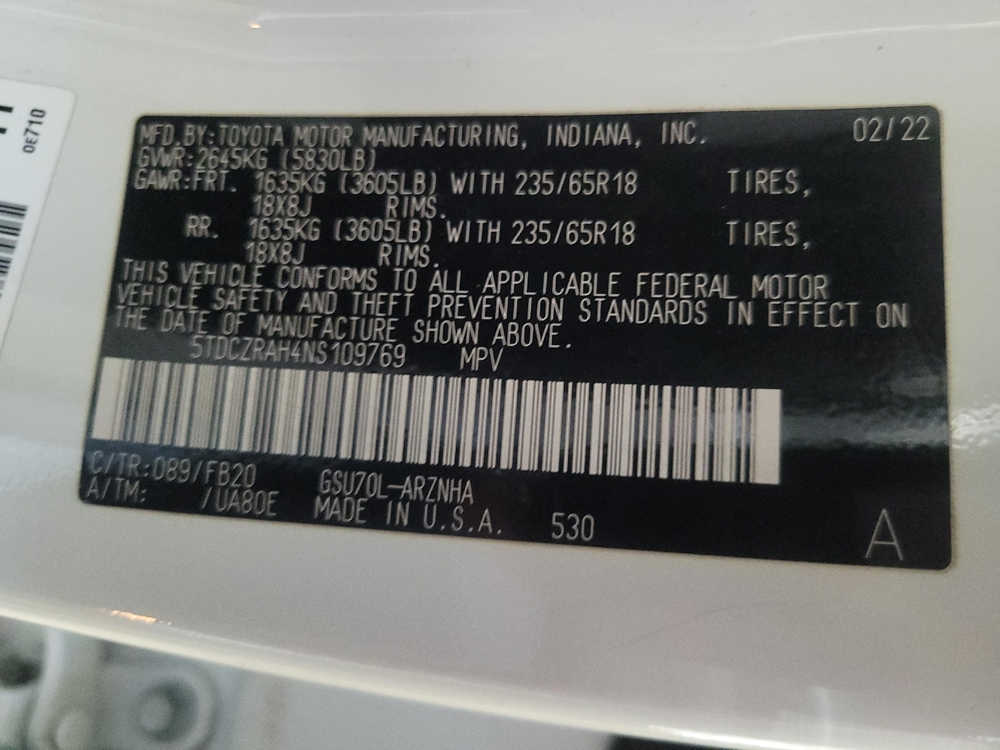 0E710
MFD.BY:TOYOTA MOTOR MANUFACTURING, INDIANA, INC. 02/22
GVWR:2645KG (5830LB)
GAWR:FRT. 1635KG (3605LB) WITH 235/65R18 TIRES,
18X8J RIMS.
RR. 1635KG (3605LB) WITH 235/65R18 TIRES,
18X8J RIMS.
THIS VEHICLE CONFORMS TO ALL APPLICABLE FEDERAL MOTOR
VEHICLE SAFETY AND THEFT PREVENTION STANDARDS IN EFFECT ON
THE DATE OF MANUFACTURE SHOWN ABOVE.
5TDCZRAH4NS109769 MPV
C/TR:089/FB20 GSU70L-ARZNHA
A/TM: /UA80E MADE IN U.S.A. 530
A